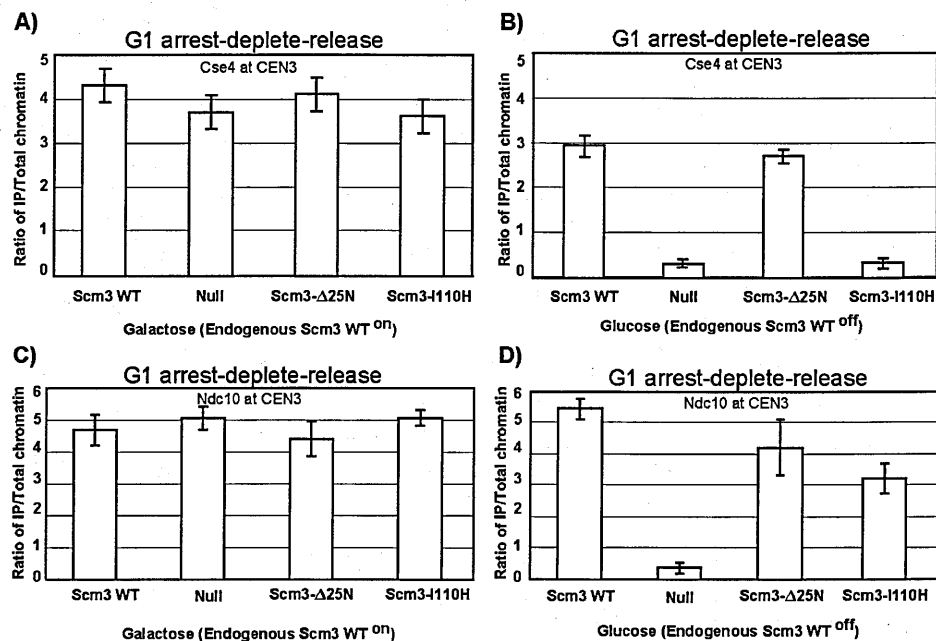 A)
G1 arrest-deplete-release
Cse4 at CEN3
Ratio of IP/Total chromatin
5
4
3
2
1
0
Scm3 WT Null Scm3-Δ25N Scm3-I110H
Galactose (Endogenous Scm3 WT on)
B)
G1 arrest-deplete-release
Cse4 at CEN3
Ratio of IP/Total chromatin
5
4
3
2
1
0
Scm3 WT Null Scm3-Δ25N Scm3-I110H
Glucose (Endogenous Scm3 WT off)
C)
G1 arrest-deplete-release
Ndc10 at CEN3
Ratio of IP/Total chromatin
6
5
4
3
2
1
0
Scm3 WT Null Scm3-Δ25N Scm3-I110H
Galactose (Endogenous Scm3 WT on)
D)
G1 arrest-deplete-release
Ndc10 at CEN3
Ratio of IP/Total chromatin
6
5
4
3
2
1
0
Scm3 WT Null Scm3-Δ25N Scm3-I110H
Glucose (Endogenous Scm3 WT off)